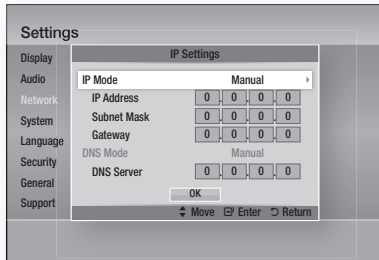 Settings
Display
Audio
Network
System
Language
Security
General
Support
IP Settings
IP Mode Manual
IP Address 0 . 0 . 0 . 0
Subnet Mask 0 . 0 . 0 . 0
Gateway 0 . 0 . 0 . 0
DNS Mode Manual
DNS Server 0 . 0 . 0 . 0
OK
Move Enter Return